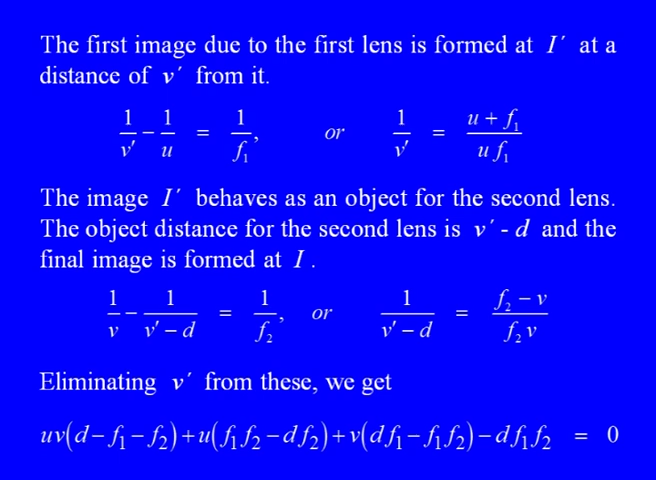 The first image due to the first lens is formed at I´ at a
distance of v´ from it.
1/v′ − 1/u = 1/f₁, or 1/v′ = (u + f₁)/(u f₁)
The image I´ behaves as an object for the second lens.
The object distance for the second lens is v´ - d and the
final image is formed at I .
1/v − 1/(v′ − d) = 1/f₂, or 1/(v′ − d) = (f₂ − v)/(f₂ v)
Eliminating v´ from these, we get
uv(d − f₁ − f₂) + u(f₁f₂ − df₂) + v(df₁ − f₁f₂) − df₁f₂ = 0